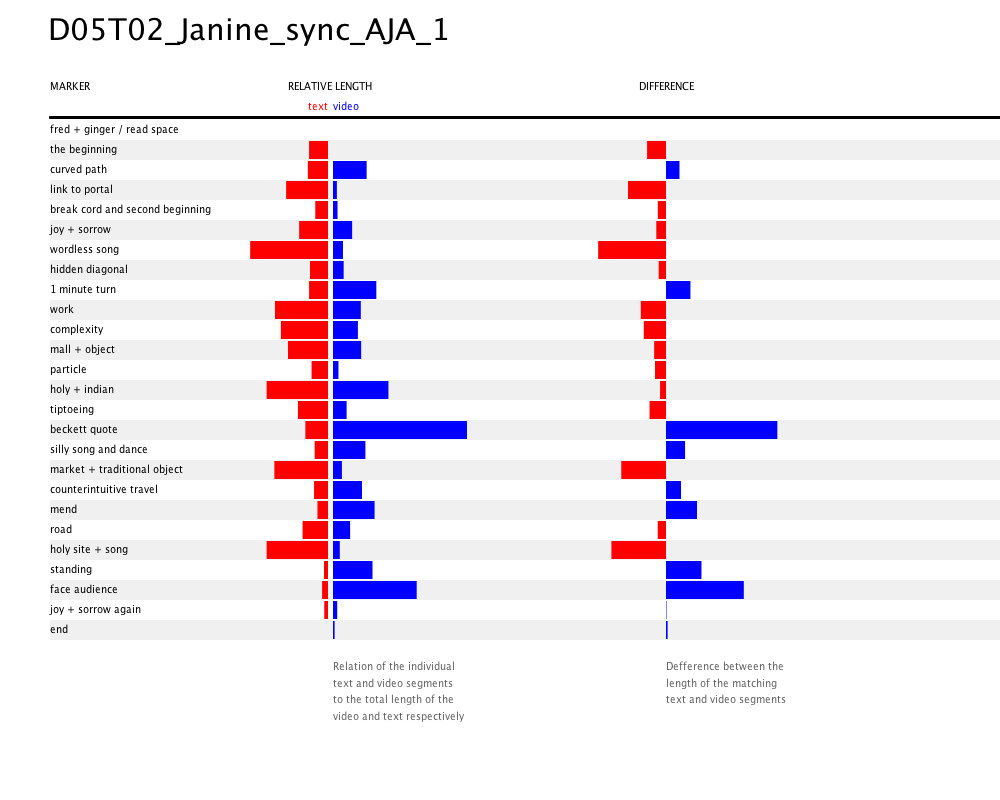 D05T02_Janine_sync_AJA_1
MARKER RELATIVE LENGTH DIFFERENCE
text video
fred + ginger / read space
the beginning
curved path
link to portal
break cord and second beginning
joy + sorrow
wordless song
hidden diagonal
1 minute turn
work
complexity
mall + object
particle
holy + indian
tiptoeing
beckett quote
silly song and dance
market + traditional object
counterintuitive travel
mend
road
holy site + song
standing
face audience
joy + sorrow again
end
Relation of the individual
text and video segments
to the total length of the
video and text respectively
Defference between the
length of the matching
text and video segments